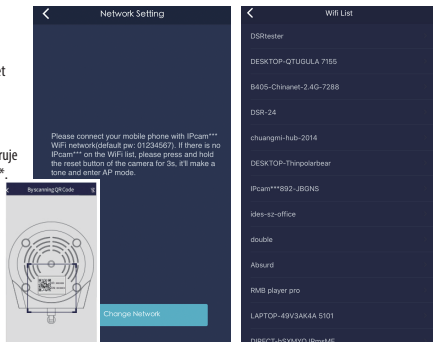 et
ruje
*.
Network Setting
Please connect your mobile phone with IPcam***
WiFi network(default pw: 01234567). If there is no
IPcam*** on the WiFi list, please press and hold
the reset button of the camera for 3s, it'll make a
tone and enter AP mode.
Change Network
By scanning QR Code
Wifi List
DSRtester
DESKTOP-QTUGULA 7155
B405-Chinanet-2.4G-7288
DSR-24
chuangmi-hub-2014
DESKTOP-Thinpolarbear
IPcam***892-JBGNS
ides-sz-office
double
Absurd
RMB player pro
LAPTOP-49V3AK4A 5101